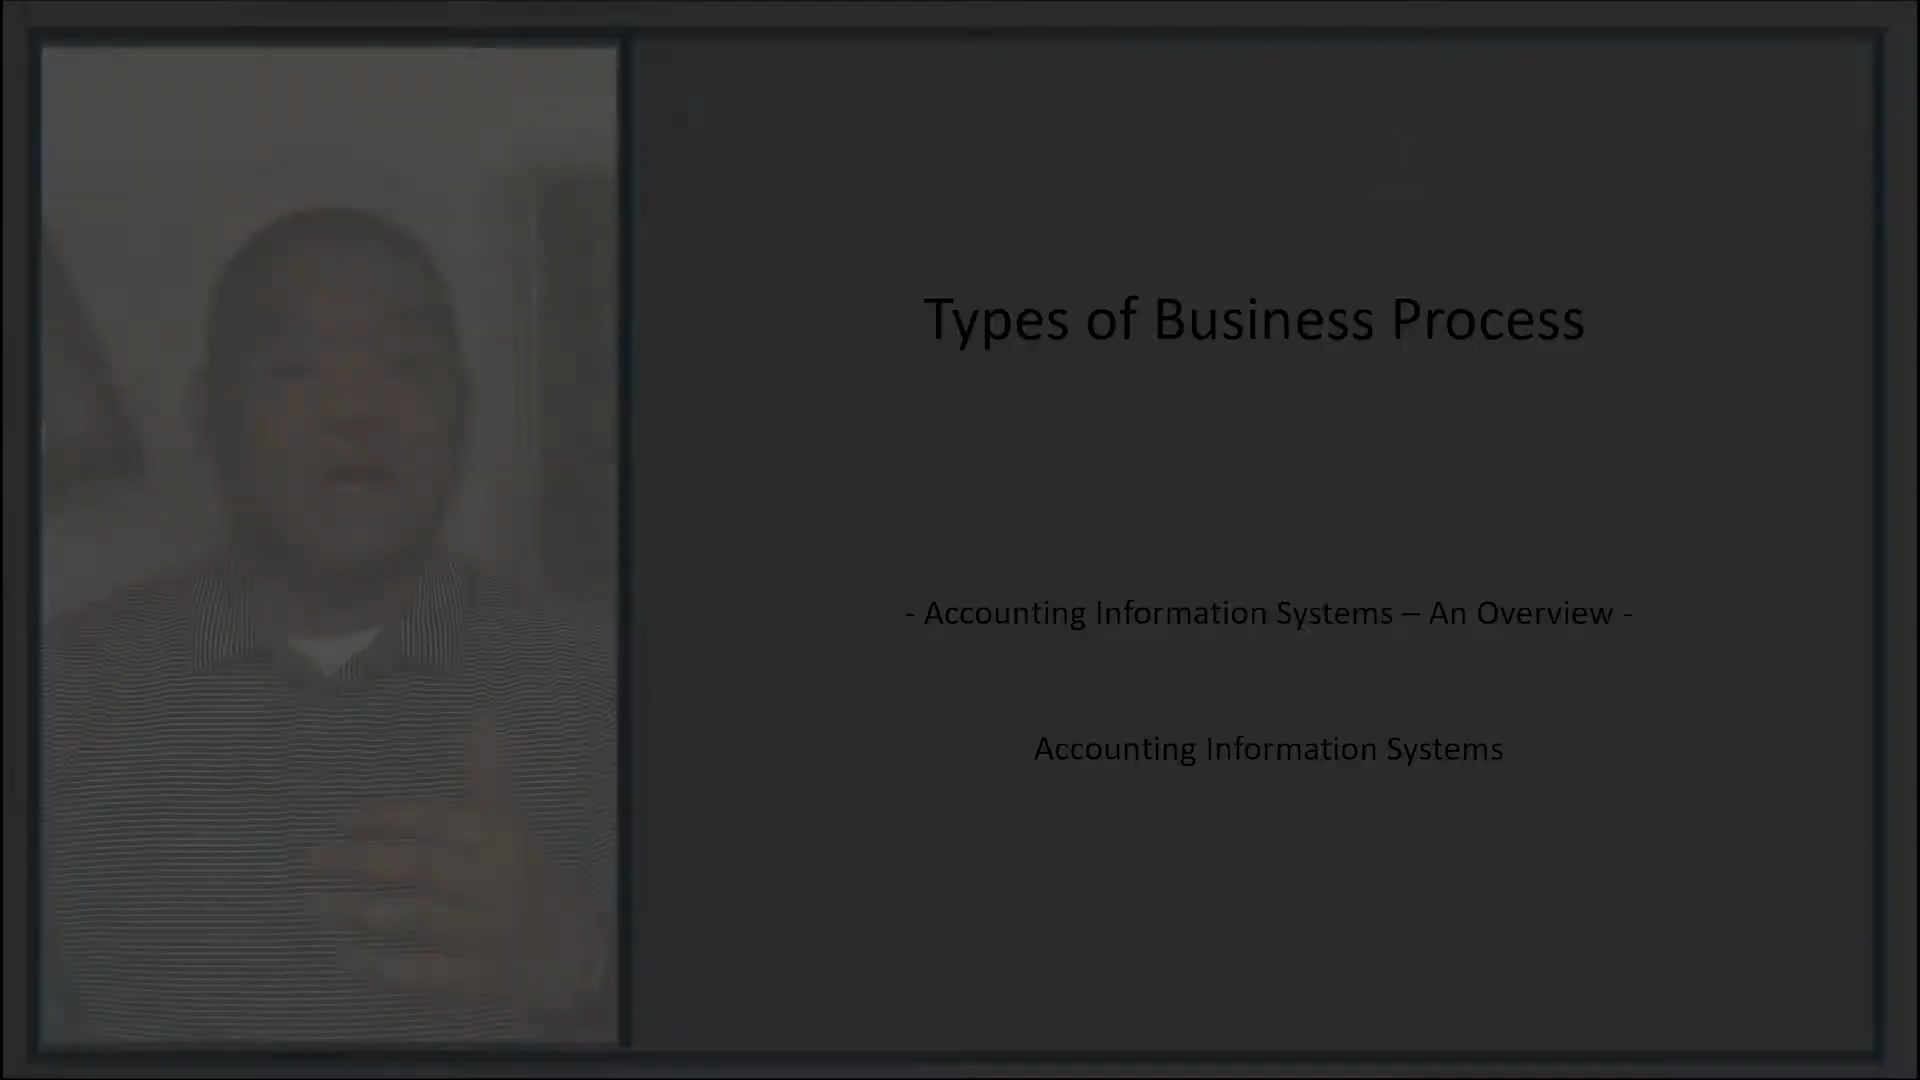 Types of Business Process
- Accounting Information Systems – An Overview -
Accounting Information Systems